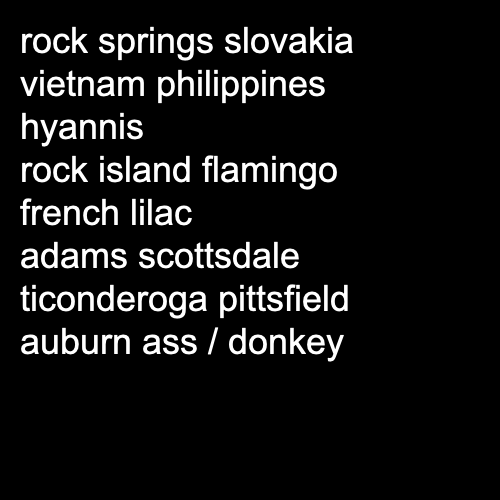 rock springs slovakia
vietnam philippines
hyannis
rock island flamingo
french lilac
adams scottsdale
ticonderoga pittsfield
auburn ass / donkey